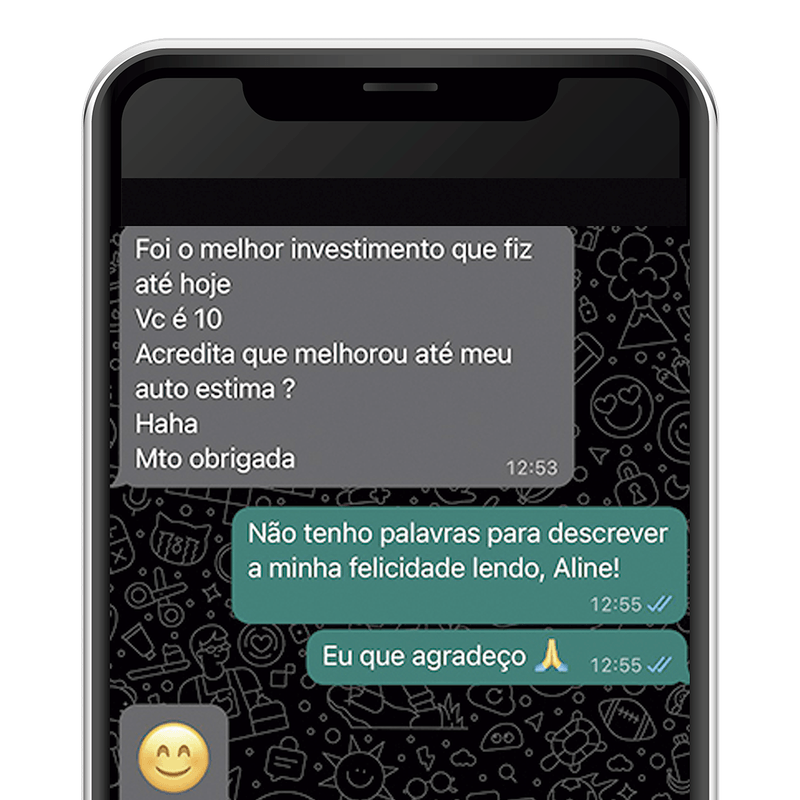 Foi o melhor investimento que fiz
até hoje
Vc é 10
Acredita que melhorou até meu
auto estima ?
Haha
Mto obrigada
12:53
Não tenho palavras para descrever
a minha felicidade lendo, Aline!
12:55
Eu que agradeço 🙏 12:55
😊